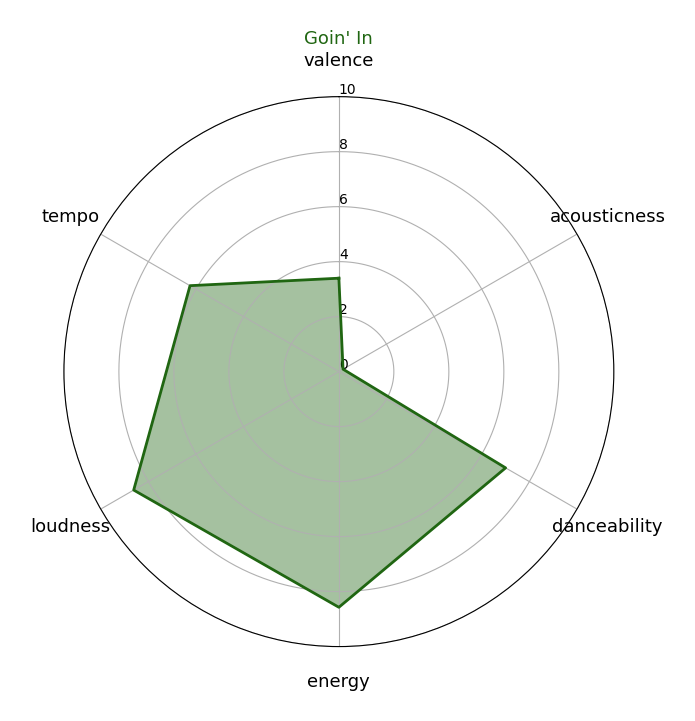 Goin' In
valence
10
8
6
4
2
0
tempo
acousticness
loudness
danceability
energy